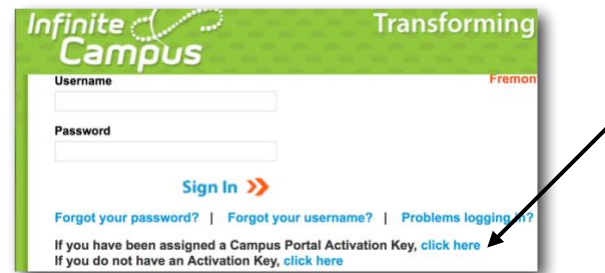 Infinite Transforming
Campus
Username Fremon
Password
Sign In
Forgot your password? | Forgot your username? | Problems logging in?
If you have been assigned a Campus Portal Activation Key, click here
If you do not have an Activation Key, click here